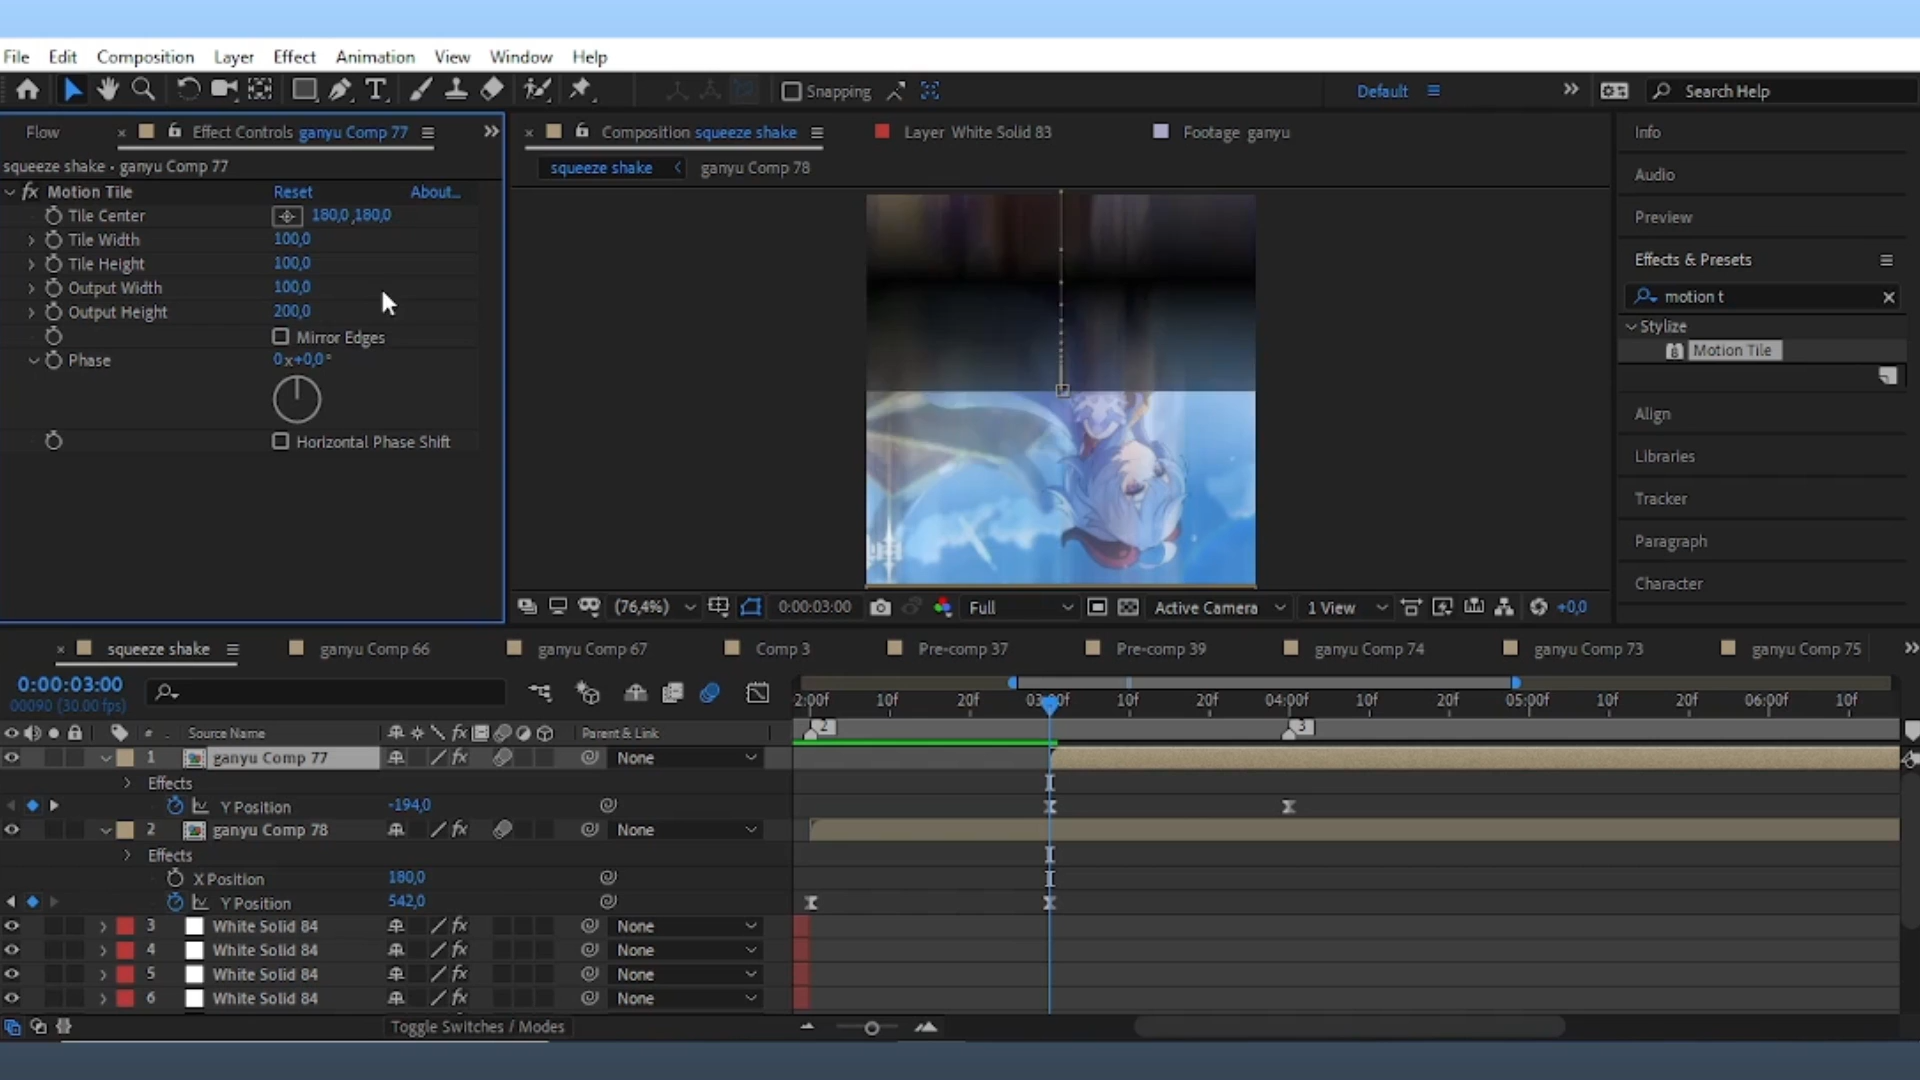 File Edit Composition Layer Effect Animation View Window Help
Snapping Default Search Help
Flow Effect Controls ganyu Comp 77 Composition squeeze shake Layer White Solid 83 Footage ganyu
squeeze shake • ganyu Comp 77
squeeze shake ganyu Comp 78
fx Motion Tile Reset About...
Tile Center 180,0,180,0
Tile Width 100,0
Tile Height 100,0
Output Width 100,0
Output Height 200,0
Mirror Edges
Phase 0x+0,0°
Horizontal Phase Shift
Info
Audio
Preview
Effects & Presets
motion t
Stylize
Motion Tile
Align
Libraries
Tracker
Paragraph
Character
(76,4%) 0:00:03:00 Full Active Camera 1 View +0,0
squeeze shake ganyu Comp 66 ganyu Comp 67 Comp 3 Pre-comp 37 Pre-comp 39 ganyu Comp 74 ganyu Comp 73 ganyu Comp 75
0:00:03:00
00090 (30.00 fps)
2:00f 10f 20f 03:00f 10f 20f 04:00f 10f 20f 05:00f 10f 20f 06:00f 10f
2 3
# Source Name fx Parent & Link
1 ganyu Comp 77 fx None
Effects
Y Position -194,0
2 ganyu Comp 78 fx None
Effects
X Position 180,0
Y Position 542,0
3 White Solid 84 fx None
4 White Solid 84 fx None
5 White Solid 84 fx None
6 White Solid 84 fx None
Toggle Switches / Modes